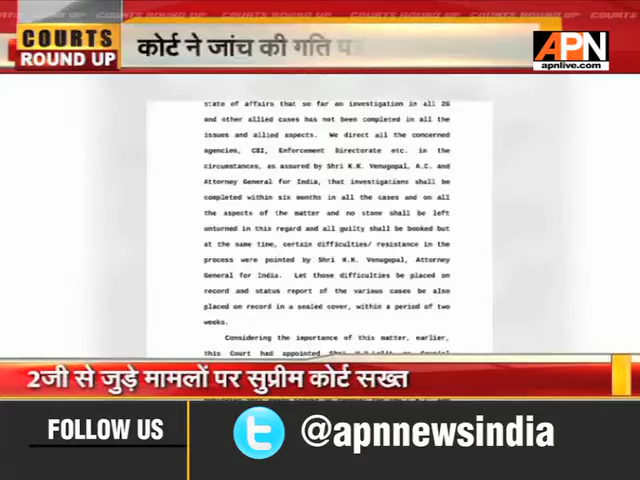 COURTS
ROUND UP
कोर्ट ने जांच की गति
APN
apnlive.com
state of affairs that so far an investigation in all 2G
and other allied cases has not been completed in all the
issues and allied aspects. We direct all the concerned
agencies, CBI, Enforcement Directorate etc. in the
circumstances, as assured by Shri K.K. Venugopal, A.C. and
Attorney General for India, that investigations shall be
completed within six months in all the cases and on all
the aspects of the matter and no stone shall be left
unturned in this regard and all guilty shall be booked but
at the same time, certain difficulties/ resistance in the
process were pointed by Shri K.K. Venugopal, Attorney
General for India. Let those difficulties be placed on
record and status report of the various cases be also
placed on record in a sealed cover, within a period of two
weeks.
Considering the importance of this matter, earlier,
this Court had appointed Shri
2जी से जुड़े मामलों पर सुप्रीम कोर्ट सख्त
FOLLOW US
@apnnewsindia